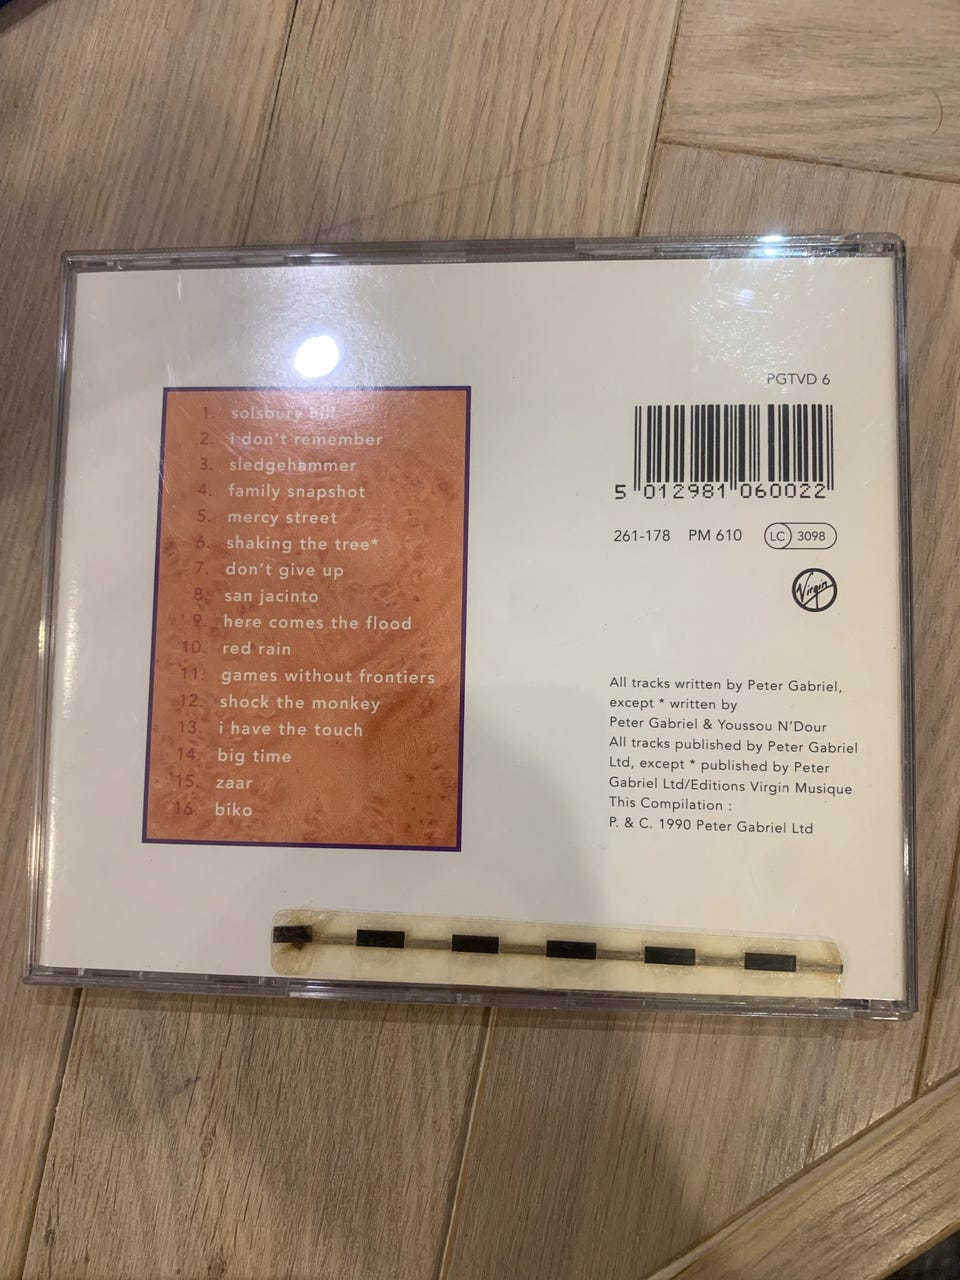 1. solsbury hill
2. i don't remember
3. sledgehammer
4. family snapshot
5. mercy street
6. shaking the tree*
7. don't give up
8. san jacinto
9. here comes the flood
10. red rain
11. games without frontiers
12. shock the monkey
13. i have the touch
14. big time
15. zaar
16. biko
PGTVD 6
5 012981 060022
261-178 PM 610 LC 3098
Virgin
All tracks written by Peter Gabriel,
except * written by
Peter Gabriel & Youssou N'Dour
All tracks published by Peter Gabriel
Ltd, except * published by Peter
Gabriel Ltd/Editions Virgin Musique
This Compilation :
P. & C. 1990 Peter Gabriel Ltd